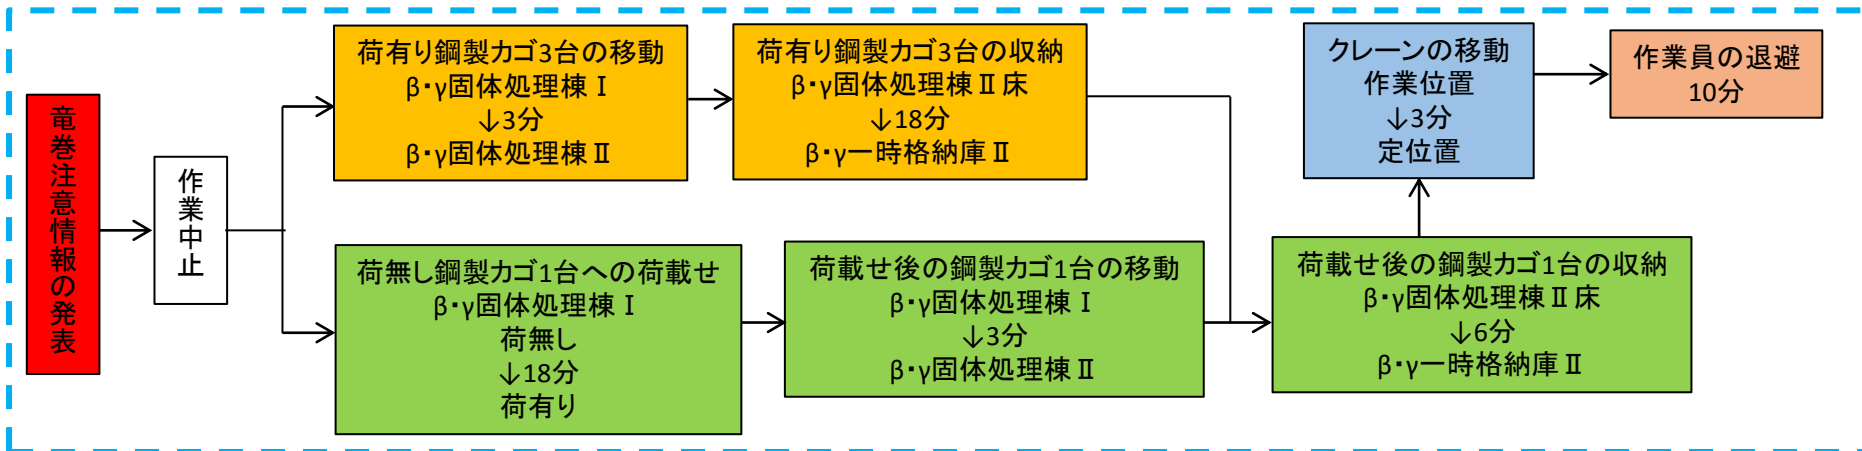 竜巻注意情報の発表
作業中止
荷有り鋼製カゴ3台の移動
β・γ固体処理棟Ⅰ
↓3分
β・γ固体処理棟Ⅱ
荷有り鋼製カゴ3台の収納
β・γ固体処理棟Ⅱ床
↓18分
β・γ一時格納庫Ⅱ
荷無し鋼製カゴ1台への荷載せ
β・γ固体処理棟Ⅰ
荷無し
↓18分
荷有り
荷載せ後の鋼製カゴ1台の移動
β・γ固体処理棟Ⅰ
↓3分
β・γ固体処理棟Ⅱ
荷載せ後の鋼製カゴ1台の収納
β・γ固体処理棟Ⅱ床
↓6分
β・γ一時格納庫Ⅱ
クレーンの移動
作業位置
↓3分
定位置
作業員の退避
10分